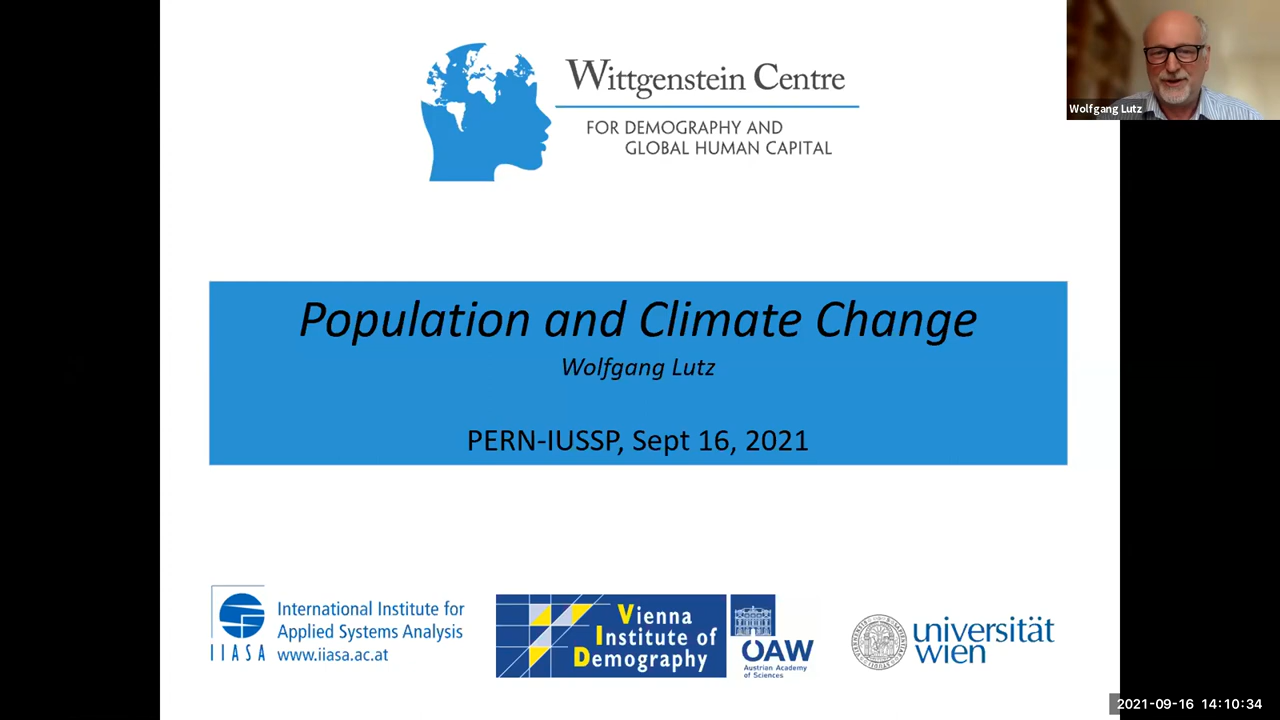 Wittgenstein Centre
FOR DEMOGRAPHY AND
GLOBAL HUMAN CAPITAL
Wolfgang Lutz
Population and Climate Change
Wolfgang Lutz
PERN-IUSSP, Sept 16, 2021
IIASA
International Institute for
Applied Systems Analysis
www.iiasa.ac.at
Vienna
Institute of
Demography
ÖAW
Austrian Academy
of Sciences
universität
wien
2021-09-16 14:10:34